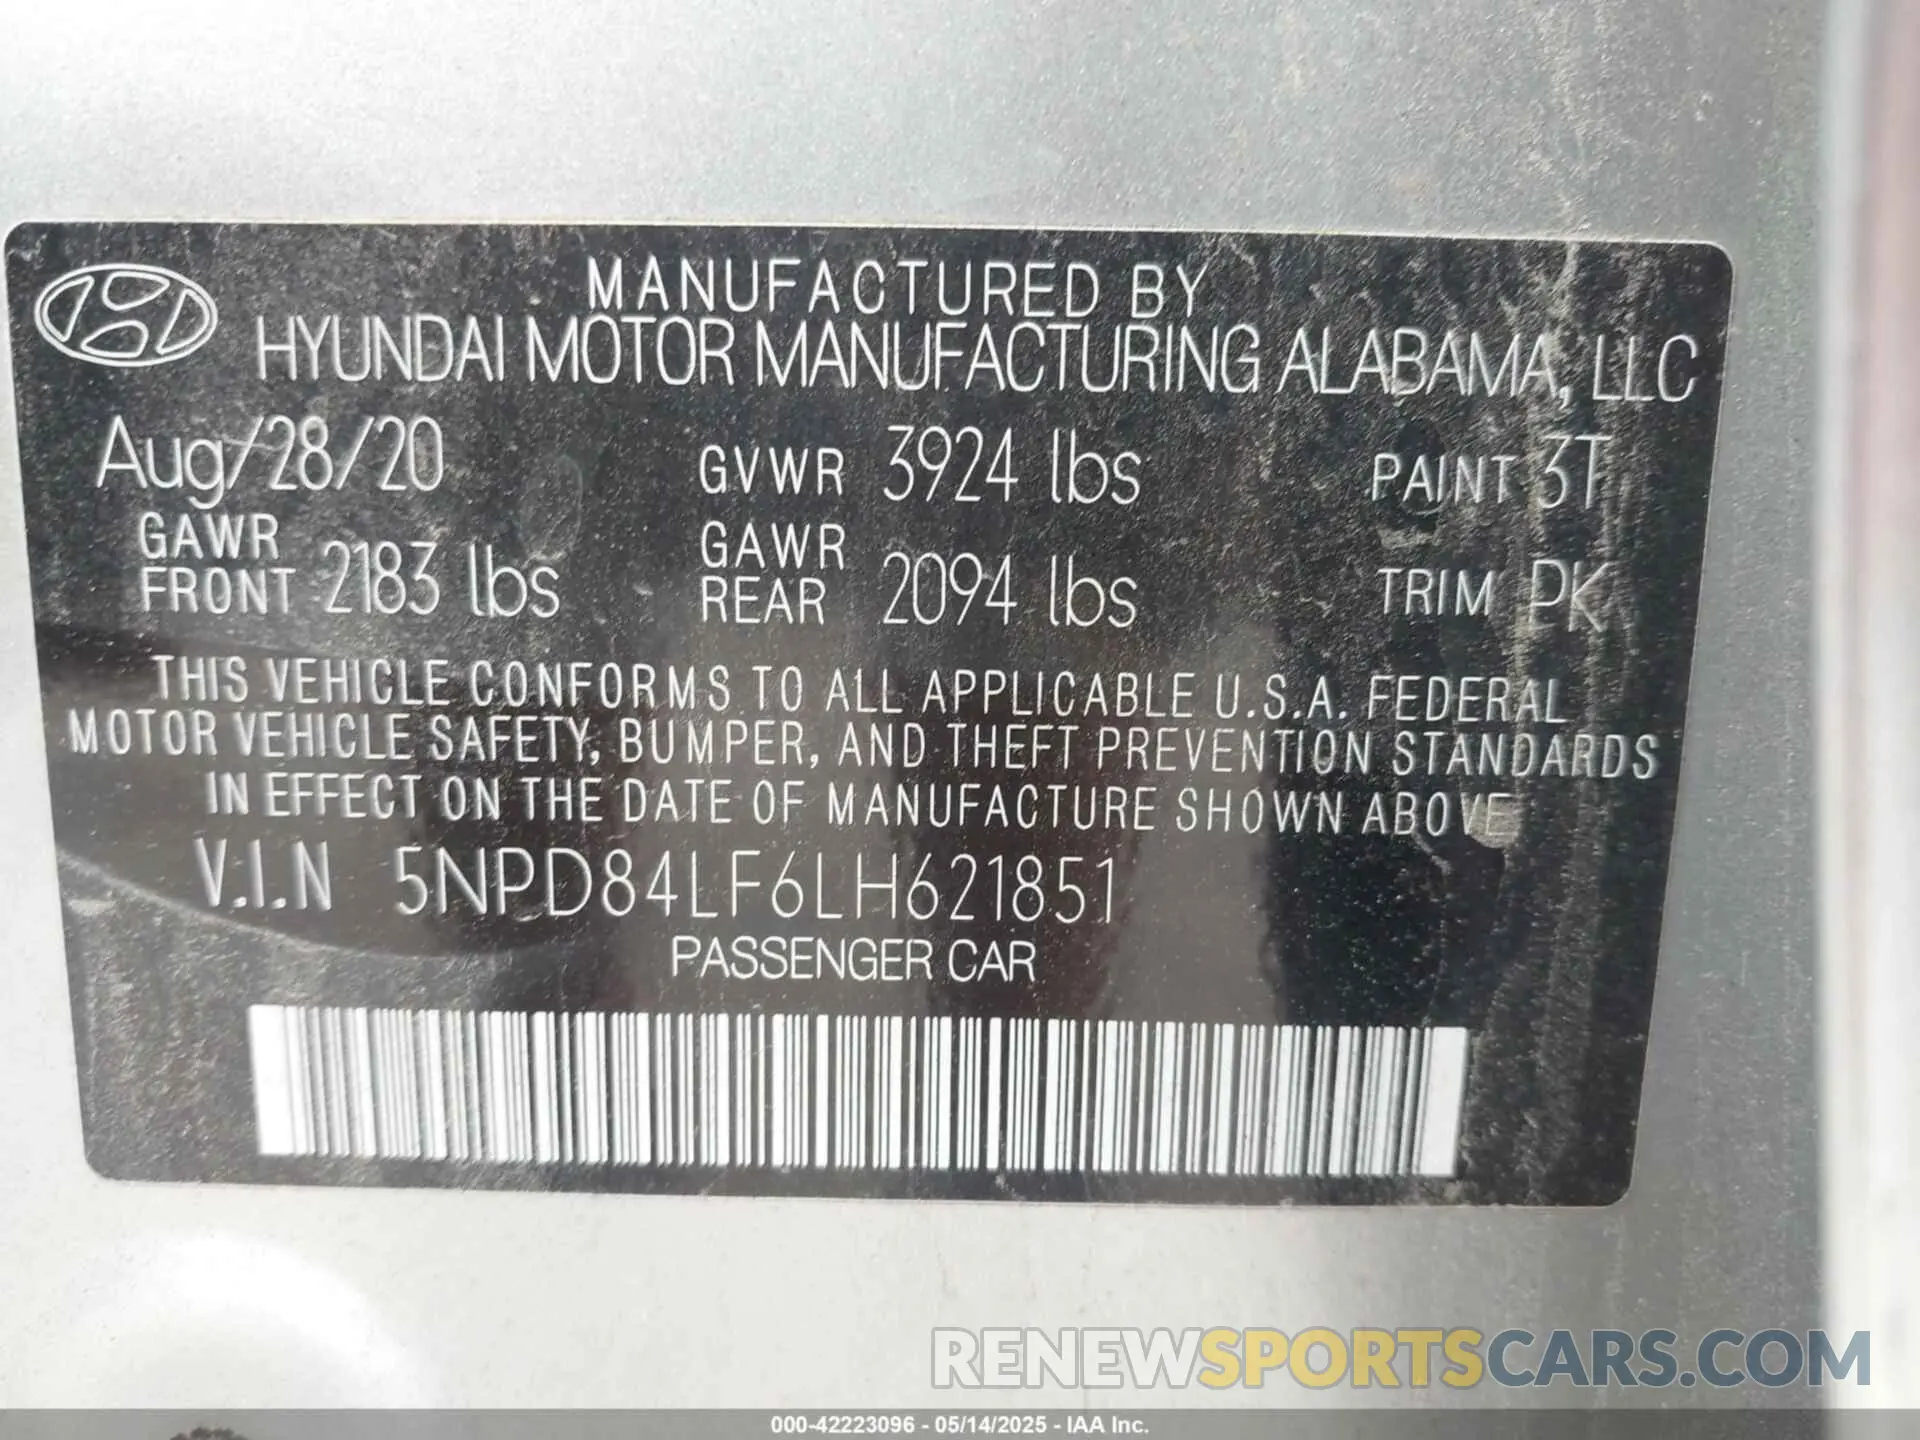 MANUFACTURED BY
HYUNDAI MOTOR MANUFACTURING ALABAMA, LLC
Aug/28/20 GVWR 3924 lbs PAINT 3T
GAWR FRONT 2183 lbs GAWR REAR 2094 lbs TRIM PK
THIS VEHICLE CONFORMS TO ALL APPLICABLE U.S.A. FEDERAL
MOTOR VEHICLE SAFETY, BUMPER, AND THEFT PREVENTION STANDARDS
IN EFFECT ON THE DATE OF MANUFACTURE SHOWN ABOVE
V.I.N 5NPD84LF6LH621851
PASSENGER CAR
RENEWSPORTSCARS.COM
000-42223096 - 05/14/2025 - IAA Inc.